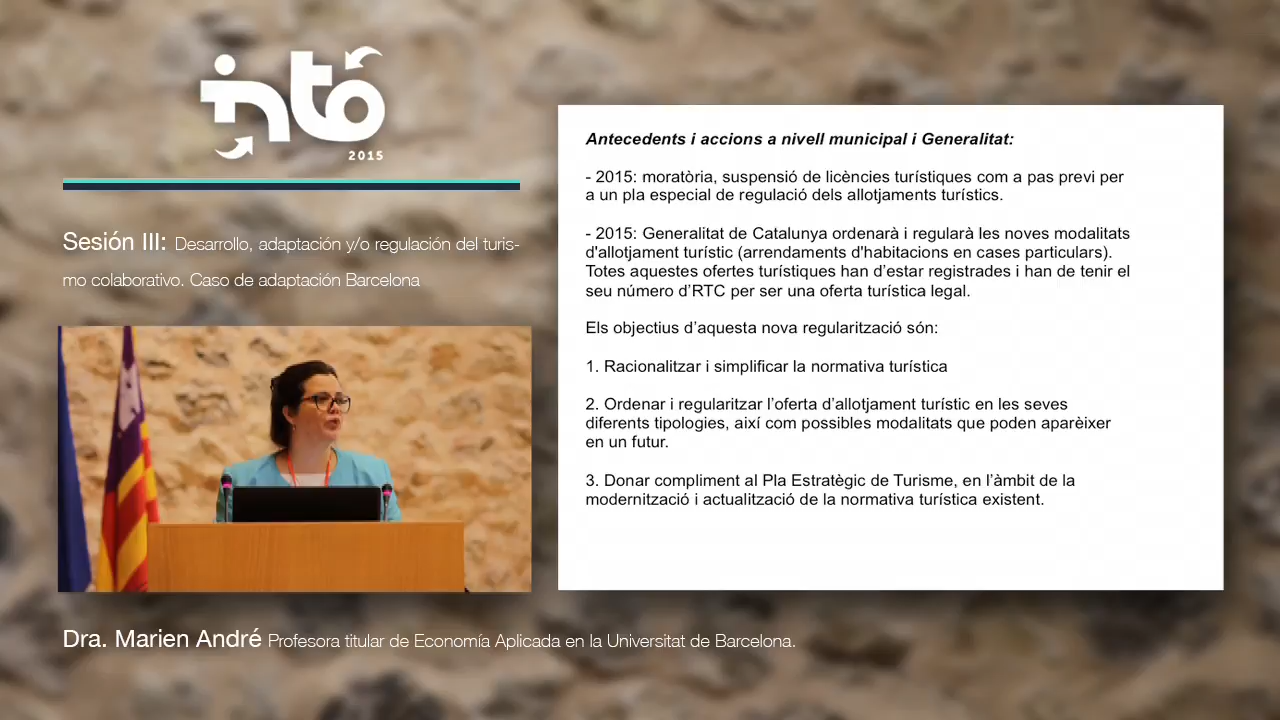 into
2015
Sesión III: Desarrollo, adaptación y/o regulación del turis-
mo colaborativo. Caso de adaptación Barcelona
Dra. Marien André Profesora titular de Economía Aplicada en la Universitat de Barcelona.
Antecedents i accions a nivell municipal i Generalitat:
- 2015: moratòria, suspensió de licències turístiques com a pas previ per
a un pla especial de regulació dels allotjaments turístics.
- 2015: Generalitat de Catalunya ordenarà i regularà les noves modalitats
d'allotjament turístic (arrendaments d'habitacions en cases particulars).
Totes aquestes ofertes turístiques han d’estar registrades i han de tenir el
seu número d’RTC per ser una oferta turística legal.
Els objectius d’aquesta nova regularització són:
1. Racionalitzar i simplificar la normativa turística
2. Ordenar i regularitzar l’oferta d’allotjament turístic en les seves
diferents tipologies, així com possibles modalitats que poden aparèixer
en un futur.
3. Donar compliment al Pla Estratègic de Turisme, en l’àmbit de la
modernització i actualització de la normativa turística existent.